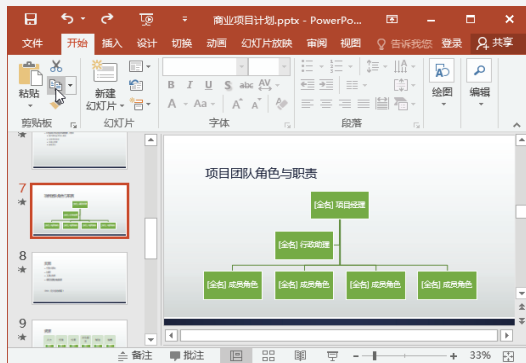 商业项目计划.pptx - PowerPo...
文件 开始 插入 设计 切换 动画 幻灯片放映 审阅 视图 告诉我您 登录 共享
粘贴 新建 幻灯片 B I U S abc AV A Aa A A 绘图 编辑
剪贴板 幻灯片 字体 段落
7
8
9
项目团队角色与职责
[全名] 项目经理
[全名] 行政助理
[全名] 成员角色 [全名] 成员角色 [全名] 成员角色 [全名] 成员角色
备注 批注 33%